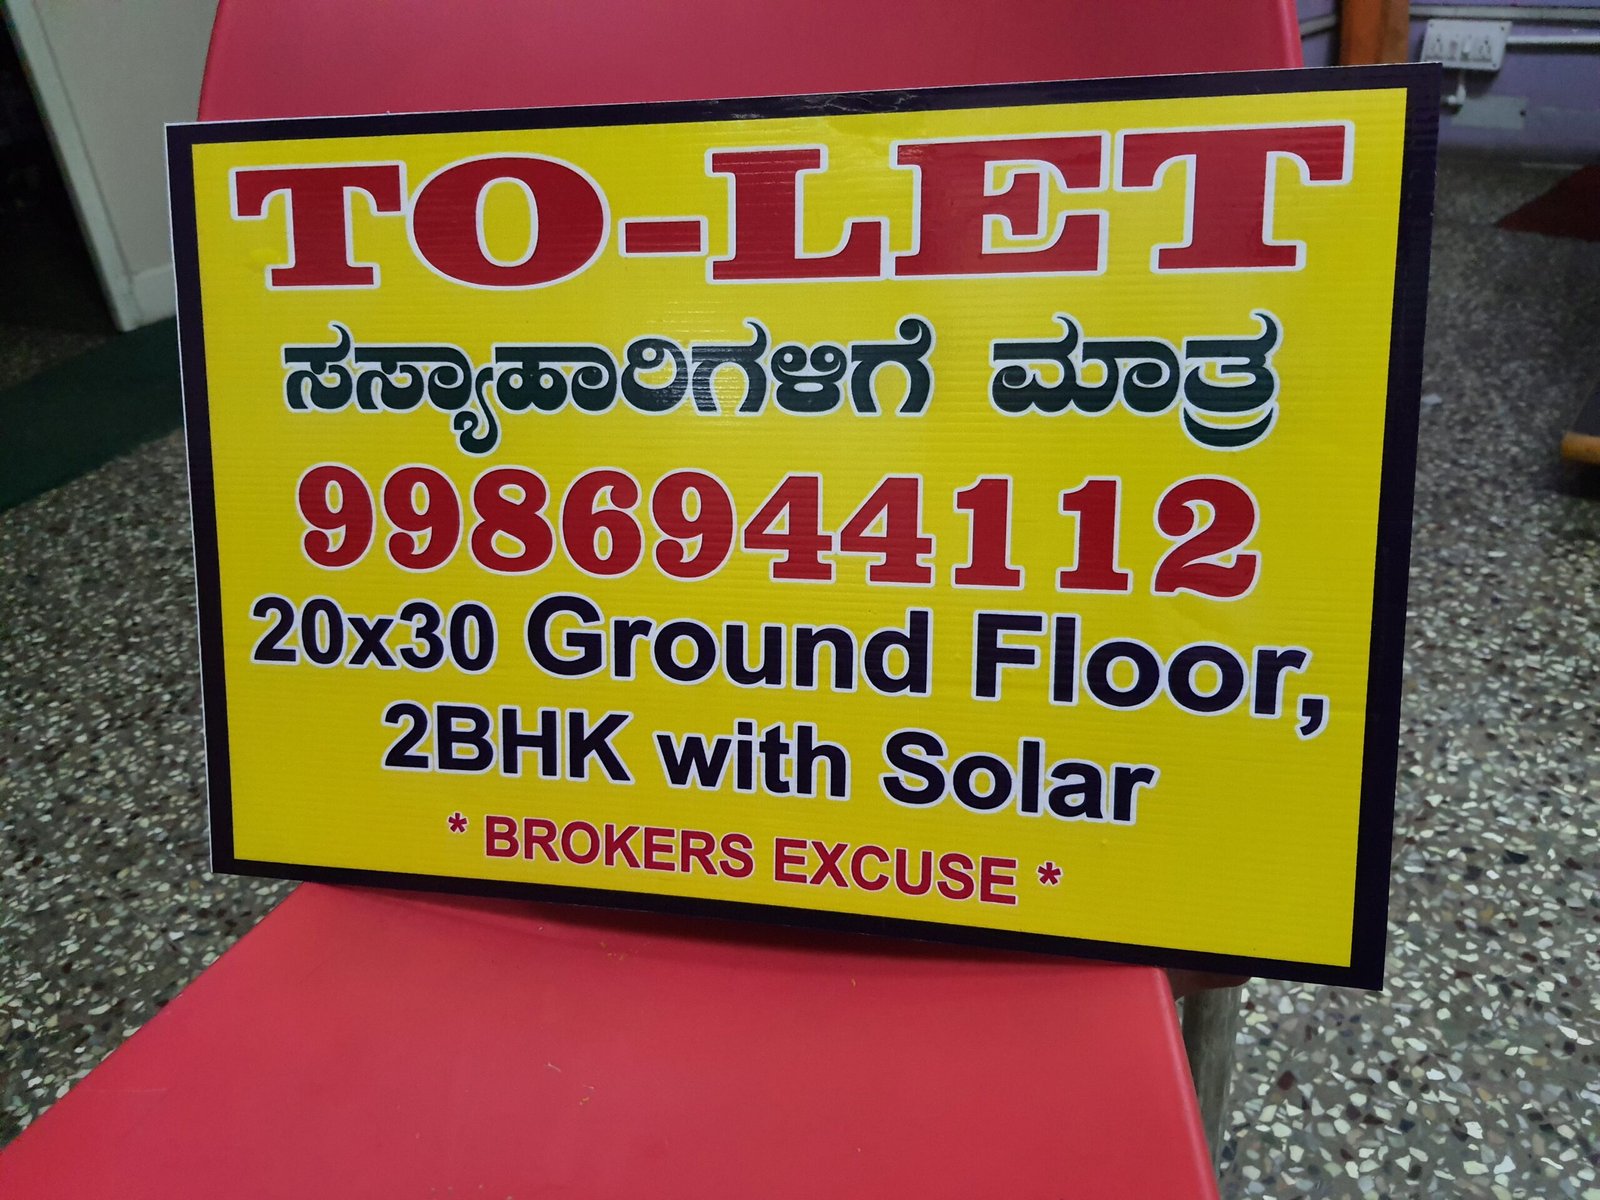 TO-LET
ಸಸ್ಯಾಹಾರಿಗಳಿಗೆ ಮಾತ್ರ
9986944112
20x30 Ground Floor,
2BHK with Solar
* BROKERS EXCUSE *